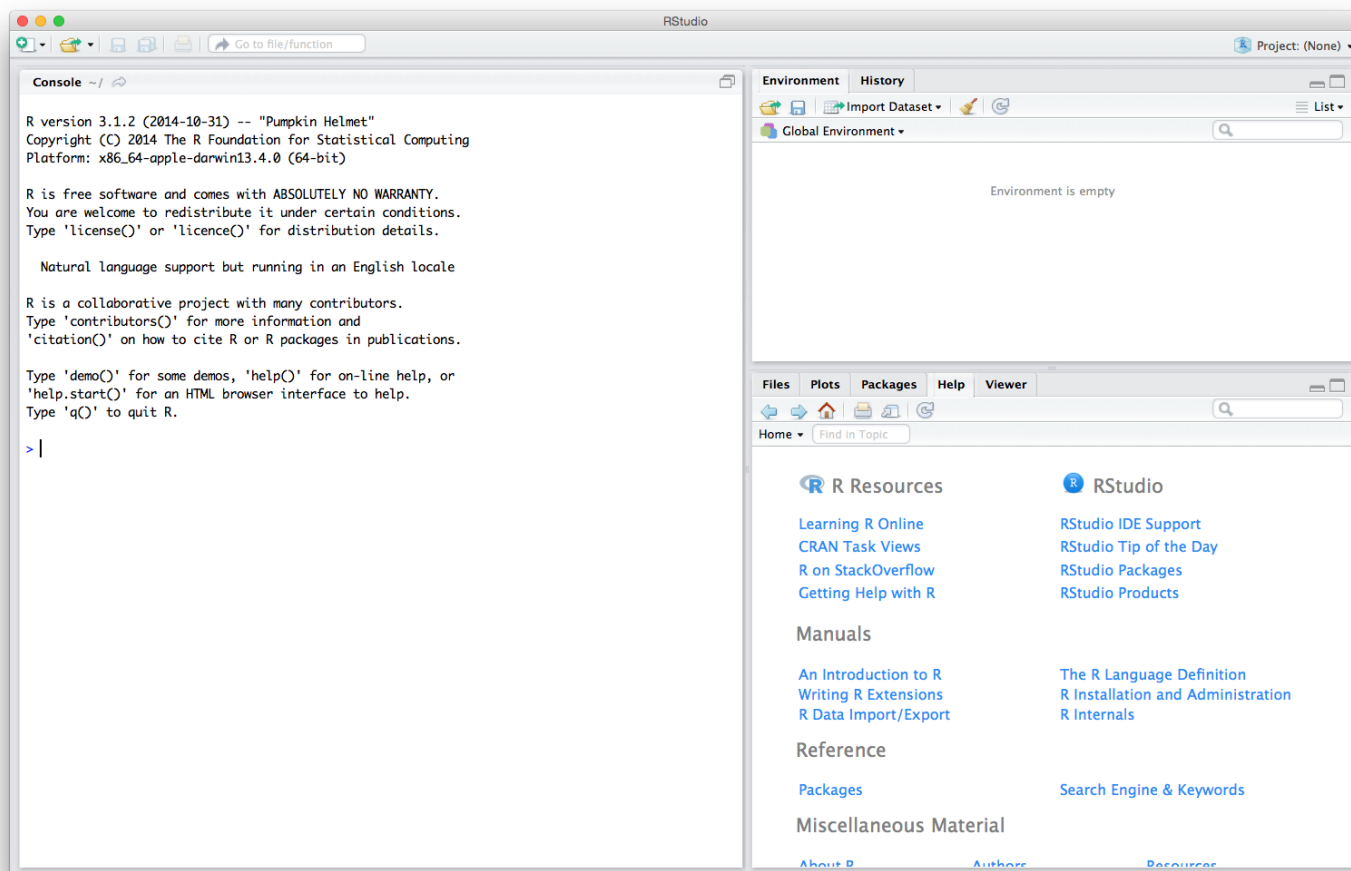 RStudio
Go to file/function
Project: (None)
Console ~/
R version 3.1.2 (2014-10-31) -- "Pumpkin Helmet"
Copyright (C) 2014 The R Foundation for Statistical Computing
Platform: x86_64-apple-darwin13.4.0 (64-bit)
R is free software and comes with ABSOLUTELY NO WARRANTY.
You are welcome to redistribute it under certain conditions.
Type 'license()' or 'licence()' for distribution details.
Natural language support but running in an English locale
R is a collaborative project with many contributors.
Type 'contributors()' for more information and
'citation()' on how to cite R or R packages in publications.
Type 'demo()' for some demos, 'help()' for on-line help, or
'help.start()' for an HTML browser interface to help.
Type 'q()' to quit R.
>
Environment History
Import Dataset List
Global Environment
Environment is empty
Files Plots Packages Help Viewer
Home Find in Topic
R Resources
Learning R Online
CRAN Task Views
R on StackOverflow
Getting Help with R
RStudio
RStudio IDE Support
RStudio Tip of the Day
RStudio Packages
RStudio Products
Manuals
An Introduction to R The R Language Definition
Writing R Extensions R Installation and Administration
R Data Import/Export R Internals
Reference
Packages Search Engine & Keywords
Miscellaneous Material
About R Authors Resources